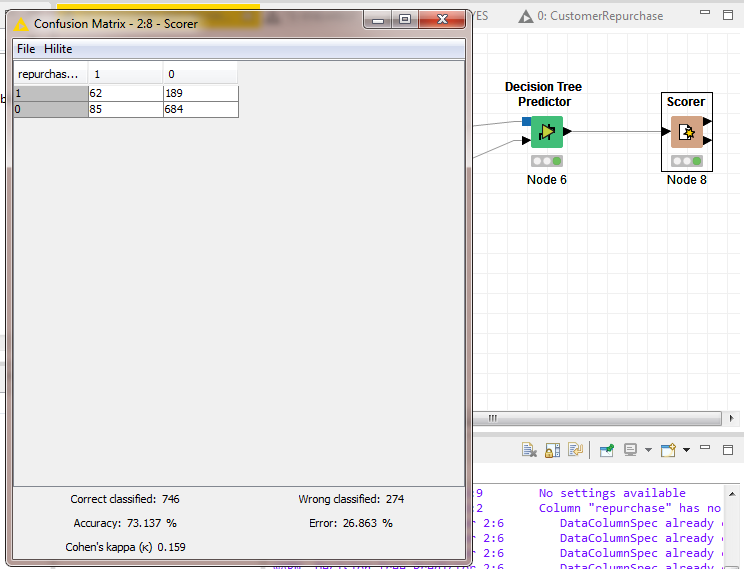 Confusion Matrix - 2:8 - Scorer
File Hilite
repurchas... 1 0
1 62 189
0 85 684
Correct classified: 746 Wrong classified: 274
Accuracy: 73.137 % Error: 26.863 %
Cohen's kappa (κ) 0.159
YES
0: CustomerRepurchase
Decision Tree
Predictor
Node 6
Scorer
Node 8
:9 No settings available
:2 Column "repurchase" has no
2:6 DataColumnSpec already
2:6 DataColumnSpec already
2:6 DataColumnSpec already
2:6 DataColumnSpec already